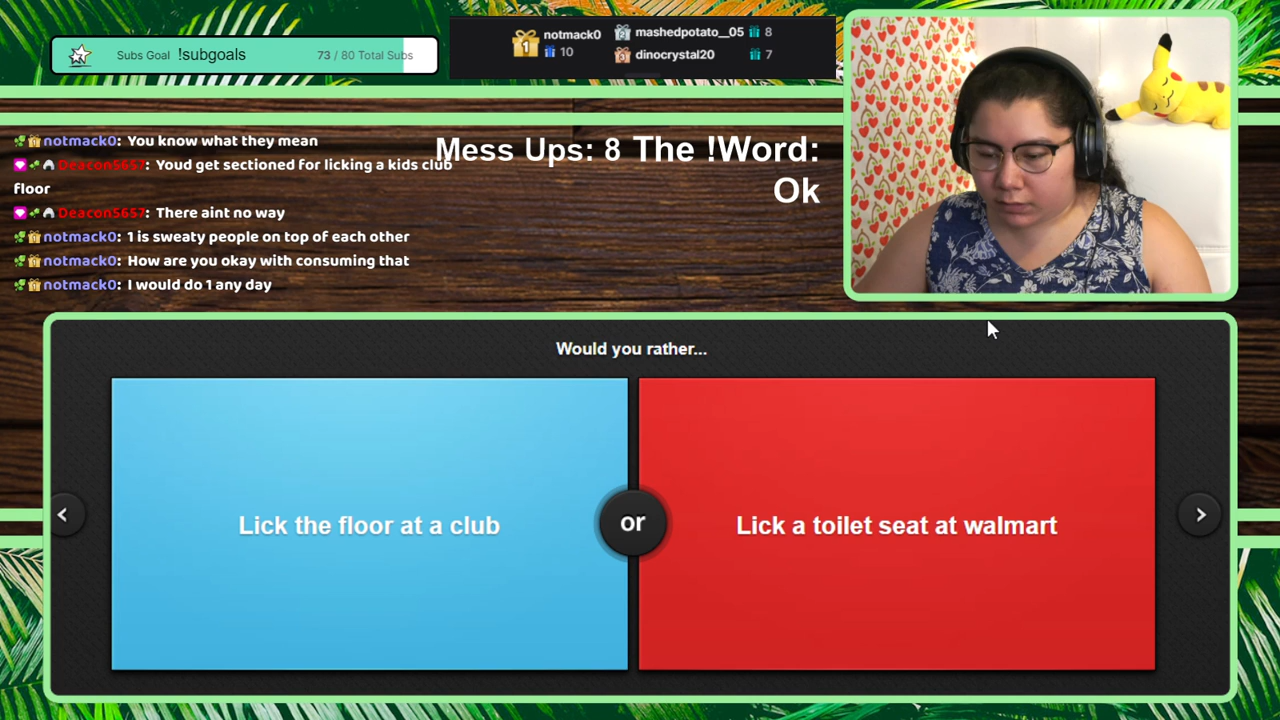 Subs Goal !subgoals 73 / 80 Total Subs
1 notmack0 10
mashedpotato__05 8
dinocrystal20 7
notmack0: You know what they mean
Deacon5657: Youd get sectioned for licking a kids club
floor
Deacon5657: There aint no way
notmack0: 1 is sweaty people on top of each other
notmack0: How are you okay with consuming that
notmack0: I would do 1 any day
Mess Ups: 8 The !Word:
Ok
Would you rather...
Lick the floor at a club
or
Lick a toilet seat at walmart